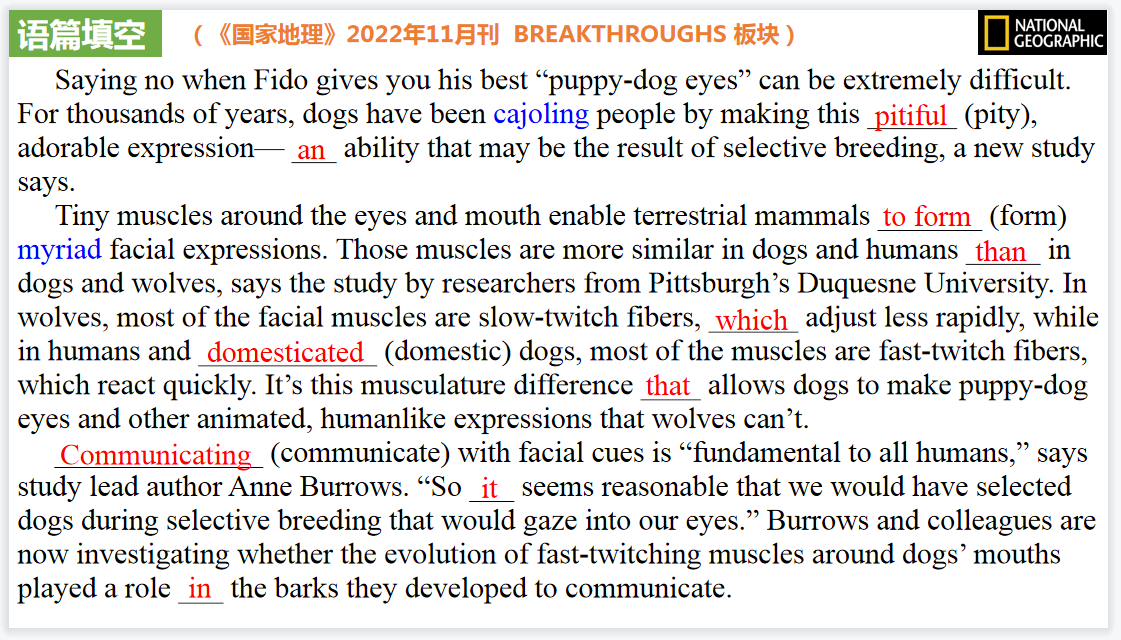 语篇填空 （《国家地理》2022年11月刊 BREAKTHROUGHS 板块） NATIONAL GEOGRAPHIC
Saying no when Fido gives you his best “puppy-dog eyes” can be extremely difficult.
For thousands of years, dogs have been cajoling people by making this pitiful (pity),
adorable expression— an ability that may be the result of selective breeding, a new study
says.
Tiny muscles around the eyes and mouth enable terrestrial mammals to form (form)
myriad facial expressions. Those muscles are more similar in dogs and humans than in
dogs and wolves, says the study by researchers from Pittsburgh’s Duquesne University. In
wolves, most of the facial muscles are slow-twitch fibers, which adjust less rapidly, while
in humans and domesticated (domestic) dogs, most of the muscles are fast-twitch fibers,
which react quickly. It’s this musculature difference that allows dogs to make puppy-dog
eyes and other animated, humanlike expressions that wolves can’t.
Communicating (communicate) with facial cues is “fundamental to all humans,” says
study lead author Anne Burrows. “So it seems reasonable that we would have selected
dogs during selective breeding that would gaze into our eyes.” Burrows and colleagues are
now investigating whether the evolution of fast-twitching muscles around dogs’ mouths
played a role in the barks they developed to communicate.